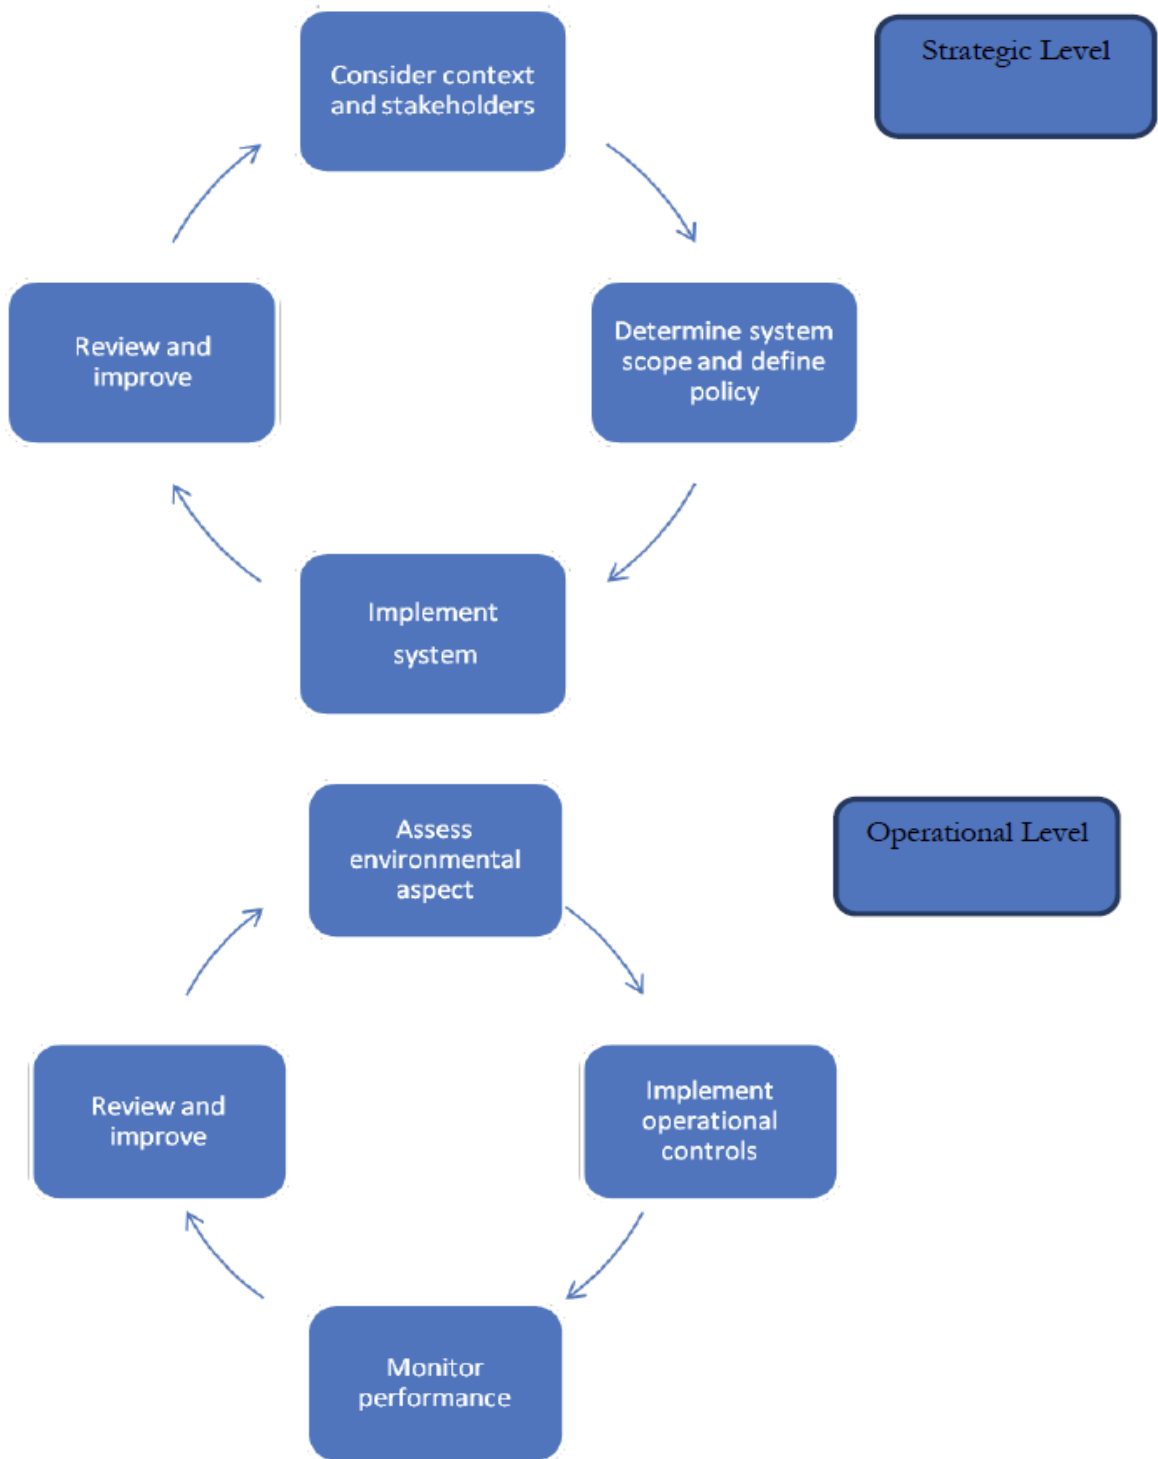 Consider context
and stakeholders
Strategic Level
Review and
improve
Determine system
scope and define
policy
Implement
system
Assess
environmental
aspect
Operational Level
Review and
improve
Implement
operational
controls
Monitor
performance